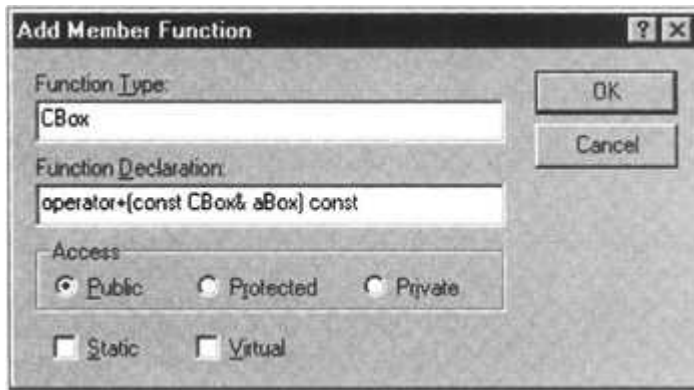 Add Member Function
Function Type:
OK
CBox
Cancel
Function Declaration:
operator+(const CBox& aBox) const
Access
Public Protected Private
Static Virtual